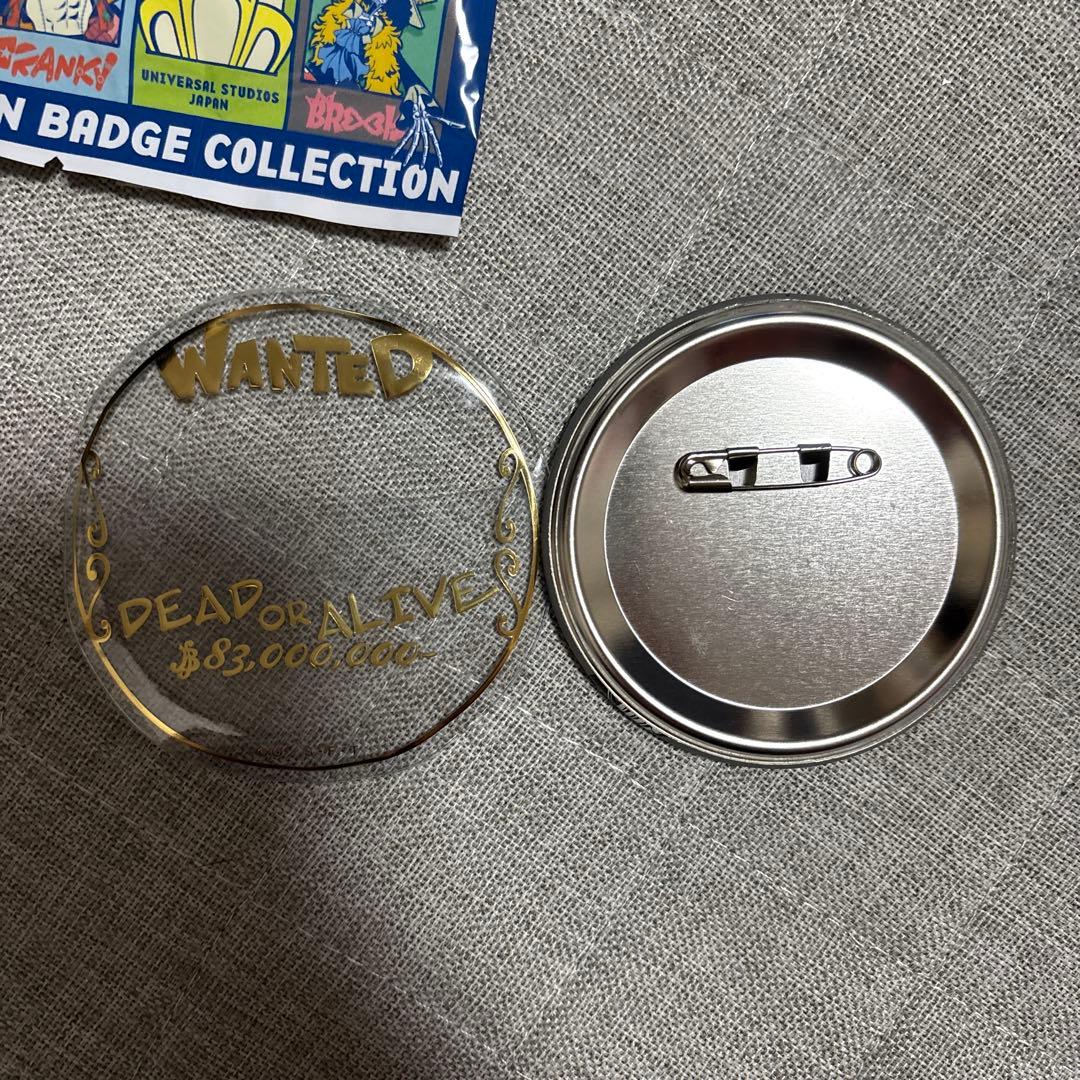 FRANKY
UNIVERSAL STUDIOS
JAPAN
BROOK
N BADGE COLLECTION
WANTED
DEAD OR ALIVE
฿83,000,000-